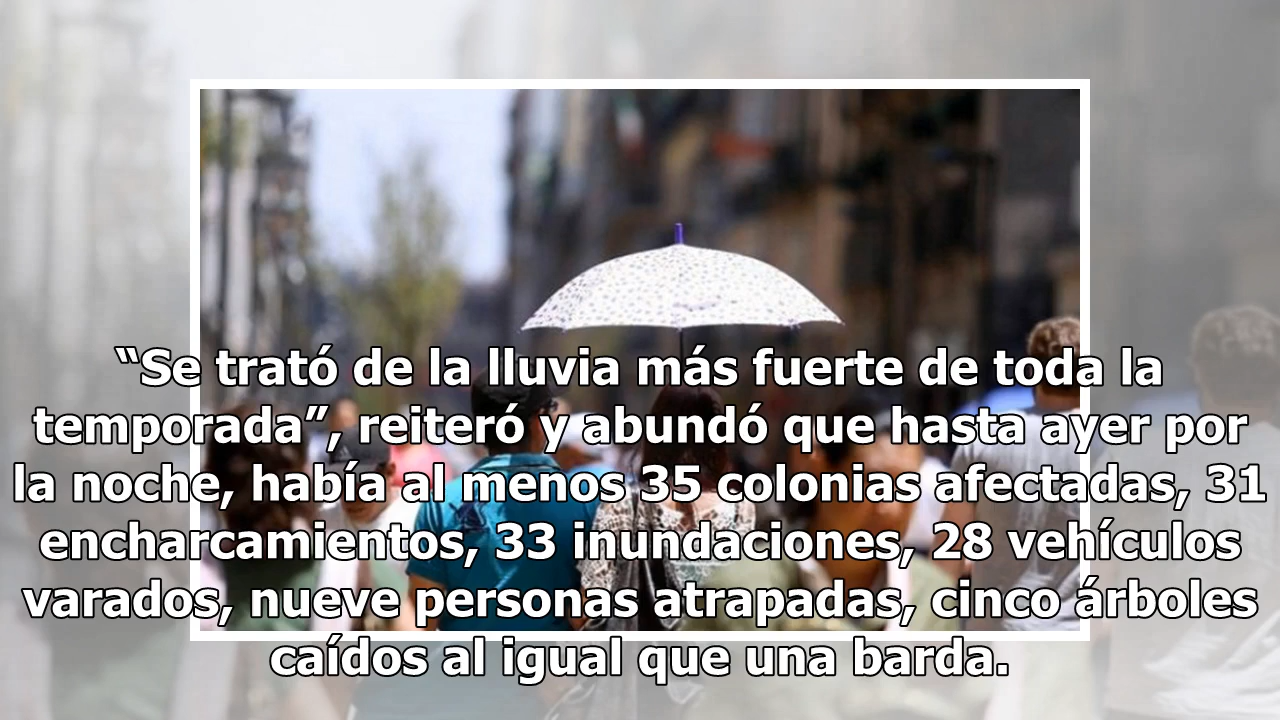 “Se trató de la lluvia más fuerte de toda la
temporada”, reiteró y abundó que hasta ayer por
la noche, había al menos 35 colonias afectadas, 31
encharcamientos, 33 inundaciones, 28 vehículos
varados, nueve personas atrapadas, cinco árboles
caídos al igual que una barda.